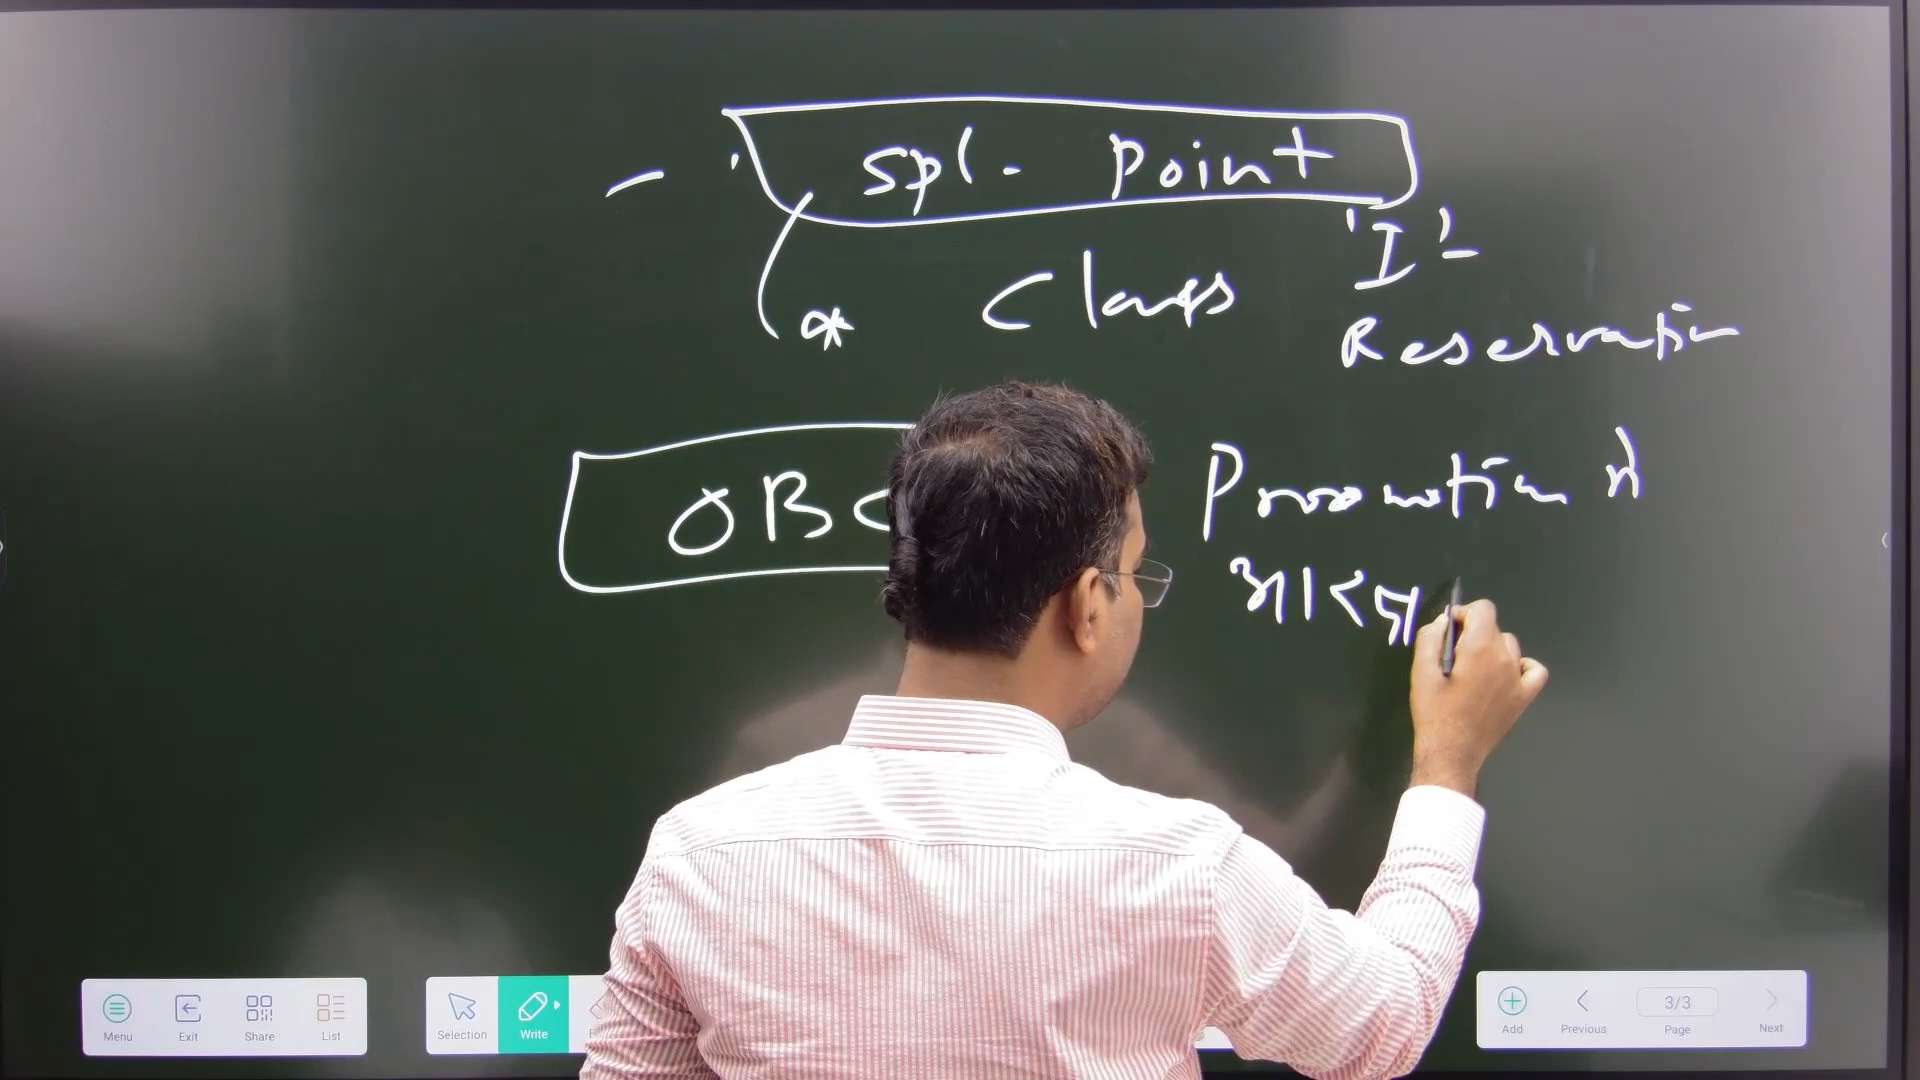 spl. Point
* Class 'I' -
Reservation
OBC Promotion में
आरक्ष
Menu Exit Share List Selection Write Add Previous 3/3 Page Next